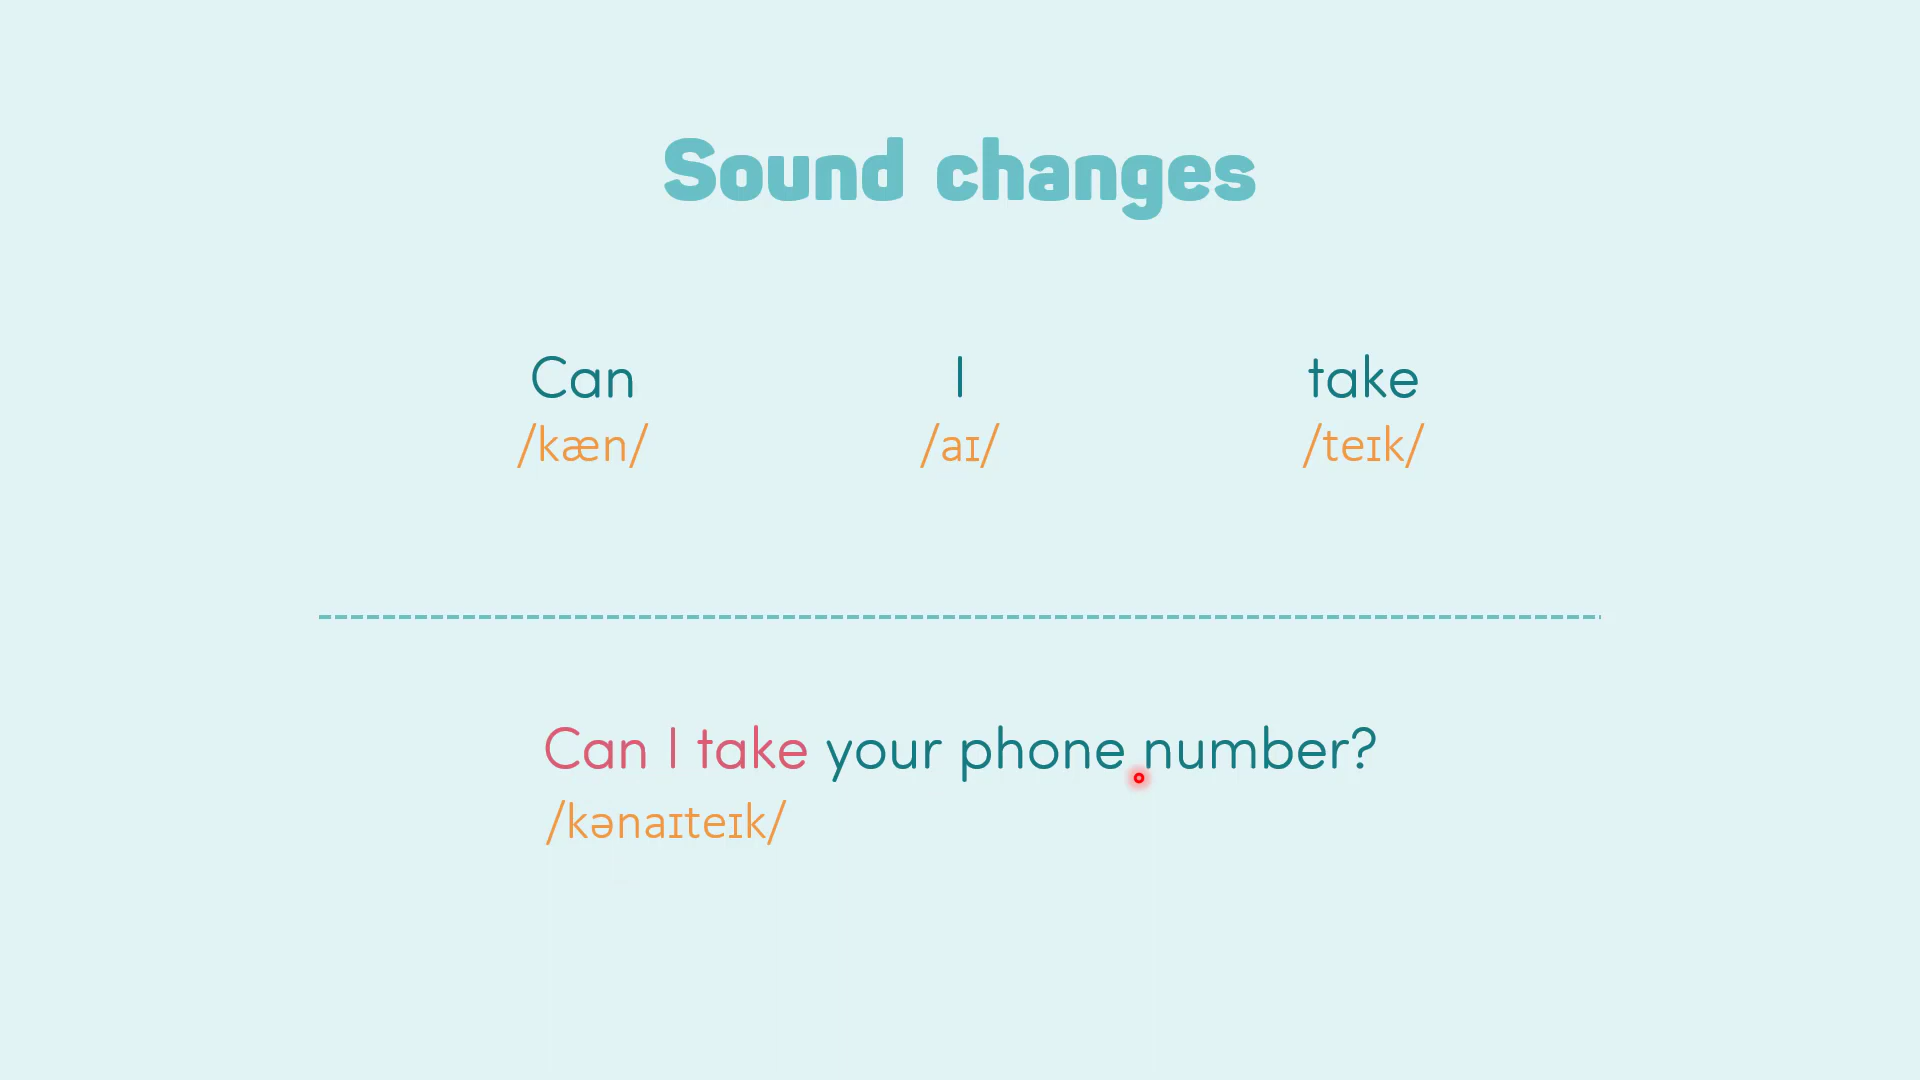 Sound changes
Can I take
/kæn/ /aɪ/ /teɪk/
Can I take your phone number?
/kənaɪteɪk/